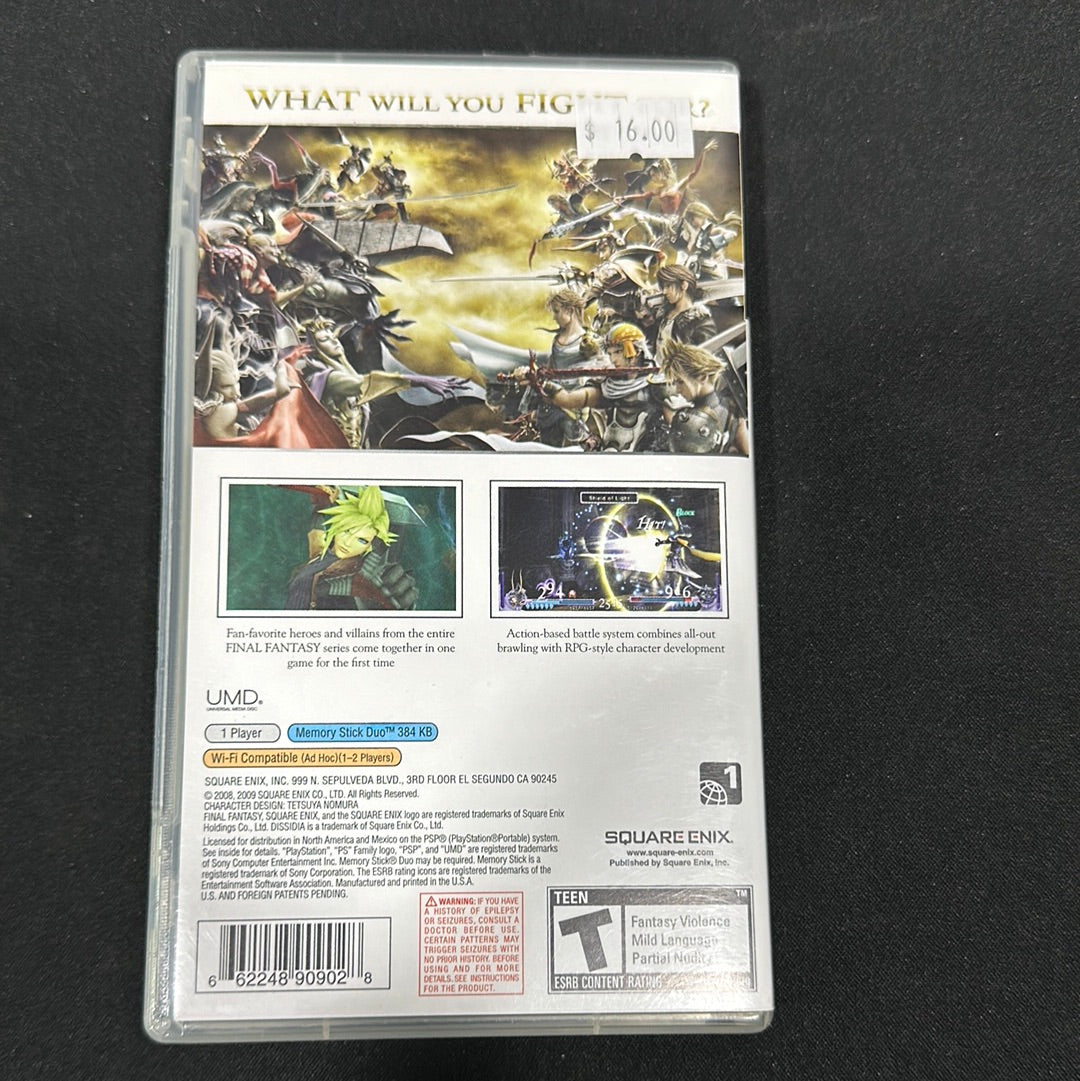 WHAT WILL YOU FIGHT FOR?
$ 16.00
Shield of Light
BLOCK
HIT!
294
946
Fan-favorite heroes and villains from the entire
FINAL FANTASY series come together in one
game for the first time
Action-based battle system combines all-out
brawling with RPG-style character development
UMD®
UNIVERSAL MEDIA DISC
1 Player
Memory Stick Duo™ 384 KB
Wi-Fi Compatible (Ad Hoc)(1–2 Players)
SQUARE ENIX, INC. 999 N. SEPULVEDA BLVD., 3RD FLOOR EL SEGUNDO CA 90245
© 2008, 2009 SQUARE ENIX CO., LTD. All Rights Reserved.
CHARACTER DESIGN: TETSUYA NOMURA
FINAL FANTASY, SQUARE ENIX, and the SQUARE ENIX logo are registered trademarks of Square Enix
Holdings Co., Ltd. DISSIDIA is a trademark of Square Enix Co., Ltd.
Licensed for distribution in North America and Mexico on the PSP® (PlayStation®Portable) system.
See inside for details. "PlayStation", "PS" Family logo, "PSP", and "UMD" are registered trademarks
of Sony Computer Entertainment Inc. Memory Stick® Duo may be required. Memory Stick is a
registered trademark of Sony Corporation. The ESRB rating icons are registered trademarks of the
Entertainment Software Association. Manufactured and printed in the U.S.A.
U.S. AND FOREIGN PATENTS PENDING.
1
SQUARE ENIX.
www.square-enix.com
Published by Square Enix, Inc.
6 62248 90902 8
WARNING: IF YOU HAVE
A HISTORY OF EPILEPSY
OR SEIZURES, CONSULT A
DOCTOR BEFORE USE.
CERTAIN PATTERNS MAY
TRIGGER SEIZURES WITH
NO PRIOR HISTORY. BEFORE
USING AND FOR MORE
DETAILS, SEE INSTRUCTIONS
FOR THE PRODUCT.
TEEN ™
T
Fantasy Violence
Mild Language
Partial Nudity
ESRB CONTENT RATING